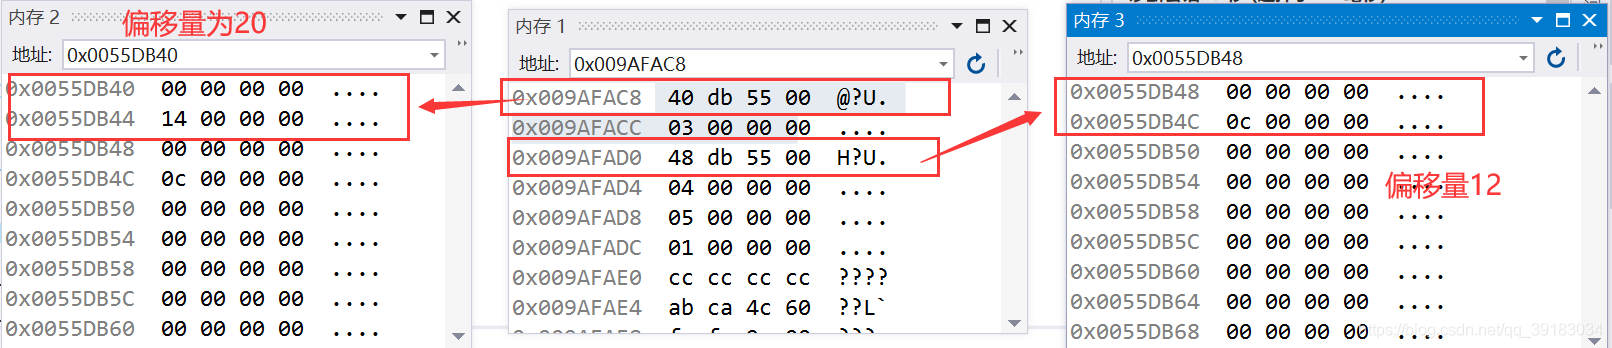 内存 2
偏移量为20
地址: 0x0055DB40
0x0055DB40 00 00 00 00 ....
0x0055DB44 14 00 00 00 ....
0x0055DB48 00 00 00 00 ....
0x0055DB4C 0c 00 00 00 ....
0x0055DB50 00 00 00 00 ....
0x0055DB54 00 00 00 00 ....
0x0055DB58 00 00 00 00 ....
0x0055DB5C 00 00 00 00 ....
0x0055DB60 00 00 00 00 ....
内存 1
地址: 0x009AFAC8
0x009AFAC8 40 db 55 00 @?U.
0x009AFACC 03 00 00 00 ....
0x009AFAD0 48 db 55 00 H?U.
0x009AFAD4 04 00 00 00 ....
0x009AFAD8 05 00 00 00 ....
0x009AFADC 01 00 00 00 ....
0x009AFAE0 cc cc cc cc ????
0x009AFAE4 ab ca 4c 60 ??L`
内存 3
地址: 0x0055DB48
0x0055DB48 00 00 00 00 ....
0x0055DB4C 0c 00 00 00 ....
0x0055DB50 00 00 00 00 ....
0x0055DB54 00 00 00 00 ....
偏移量12
0x0055DB58 00 00 00 00 ....
0x0055DB5C 00 00 00 00 ....
0x0055DB60 00 00 00 00 ....
0x0055DB64 00 00 00 00 ....
0x0055DB68 00 00 00 00 ....
https://blog.csdn.net/qq_39183034